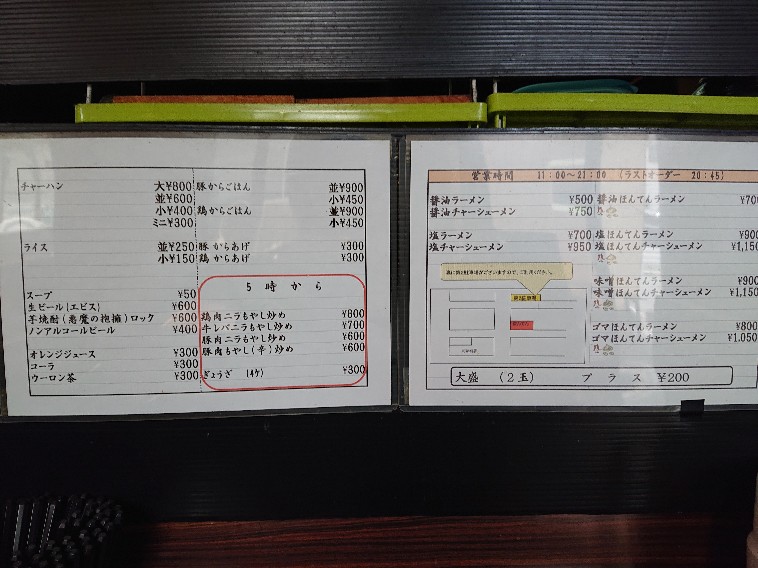 チャーハン 大¥800 豚からごはん 並¥900
並¥600 小¥450
小¥400 鶏からごはん 並¥900
ミニ¥300 小¥450
ライス 並¥250 豚からあげ ¥300
小¥150 鶏からあげ ¥300
スープ ¥50
生ビール(エビス) ¥600
芋焼酎(悪魔の抱擁)ロック ¥600
ノンアルコールビール ¥400
オレンジジュース ¥300
コーラ ¥300
ウーロン茶 ¥300
5時から
鶏肉ニラもやし炒め ¥800
牛レバニラもやし炒め ¥700
豚肉ニラもやし炒め ¥600
豚肉もやし(辛)炒め ¥600
ぎょうざ (4ケ) ¥300
営業時間 11:00~21:00 (ラストオーダー 20:45)
醤油ラーメン ¥500 醤油ほんてんラーメン ¥700
醤油チャーシューメン ¥750
塩ラーメン ¥700 塩ほんてんラーメン ¥900
塩チャーシューメン ¥950 塩ほんてんチャーシューメン ¥1,150
味噌ほんてんラーメン ¥900
味噌ほんてんチャーシューメン ¥1,150
ゴマほんてんラーメン ¥800
ゴマほんてんチャーシューメン ¥1,050
大盛 (2玉) プラス ¥200